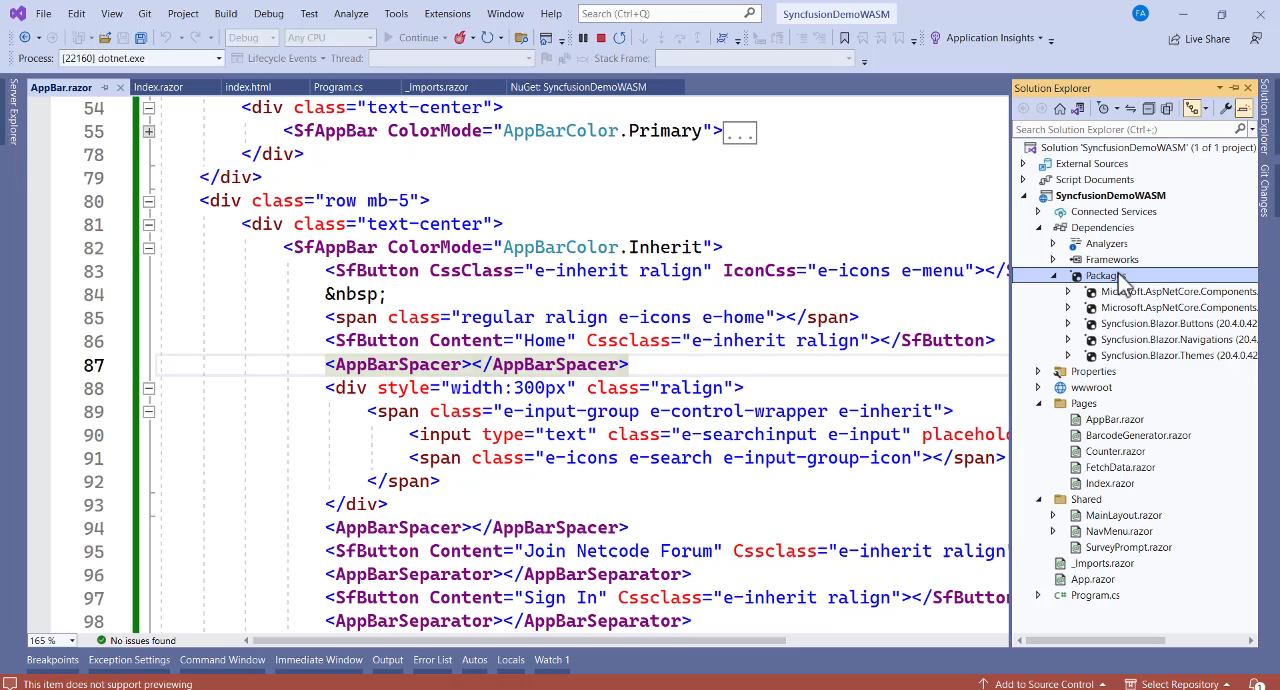 File Edit View Git Project Build Debug Test Analyze Tools Extensions Window Help Search (Ctrl+Q) SyncfusionDemoWASM FA
Debug Any CPU Continue Application Insights Live Share
Process: [22160] dotnet.exe Lifecycle Events Thread: Stack Frame:
AppBar.razor Index.razor index.html Program.cs _Imports.razor NuGet: SyncfusionDemoWASM
Server Explorer
54 <div class="text-center">
55 <SfAppBar ColorMode="AppBarColor.Primary">...
78 </div>
79 </div>
80 <div class="row mb-5">
81 <div class="text-center">
82 <SfAppBar ColorMode="AppBarColor.Inherit">
83 <SfButton CssClass="e-inherit ralign" IconCss="e-icons e-menu"></S
84 &nbsp;
85 <span class="regular ralign e-icons e-home"></span>
86 <SfButton Content="Home" Cssclass="e-inherit ralign"></SfButton>
87 <AppBarSpacer></AppBarSpacer>
88 <div style="width:300px" class="ralign">
89 <span class="e-input-group e-control-wrapper e-inherit">
90 <input type="text" class="e-searchinput e-input" placehol
91 <span class="e-icons e-search e-input-group-icon"></span>
92 </span>
93 </div>
94 <AppBarSpacer></AppBarSpacer>
95 <SfButton Content="Join Netcode Forum" Cssclass="e-inherit ralign"
96 <AppBarSeparator></AppBarSeparator>
97 <SfButton Content="Sign In" Cssclass="e-inherit ralign"></SfButto
98 <AppBarSeparator></AppBarSeparator>
165 % No issues found
Solution Explorer
Search Solution Explorer (Ctrl+;)
Solution 'SyncfusionDemoWASM' (1 of 1 project)
External Sources
Script Documents
SyncfusionDemoWASM
Connected Services
Dependencies
Analyzers
Frameworks
Packages
Microsoft.AspNetCore.Components.
Microsoft.AspNetCore.Components.
Syncfusion.Blazor.Buttons (20.4.0.42
Syncfusion.Blazor.Navigations (20.4.
Syncfusion.Blazor.Themes (20.4.0.42
Properties
wwwroot
Pages
AppBar.razor
BarcodeGenerator.razor
Counter.razor
FetchData.razor
Index.razor
Shared
MainLayout.razor
NavMenu.razor
SurveyPrompt.razor
_Imports.razor
App.razor
C# Program.cs
Solution Explorer
Git Changes
Breakpoints Exception Settings Command Window Immediate Window Output Error List Autos Locals Watch 1
This item does not support previewing Add to Source Control Select Repository 1